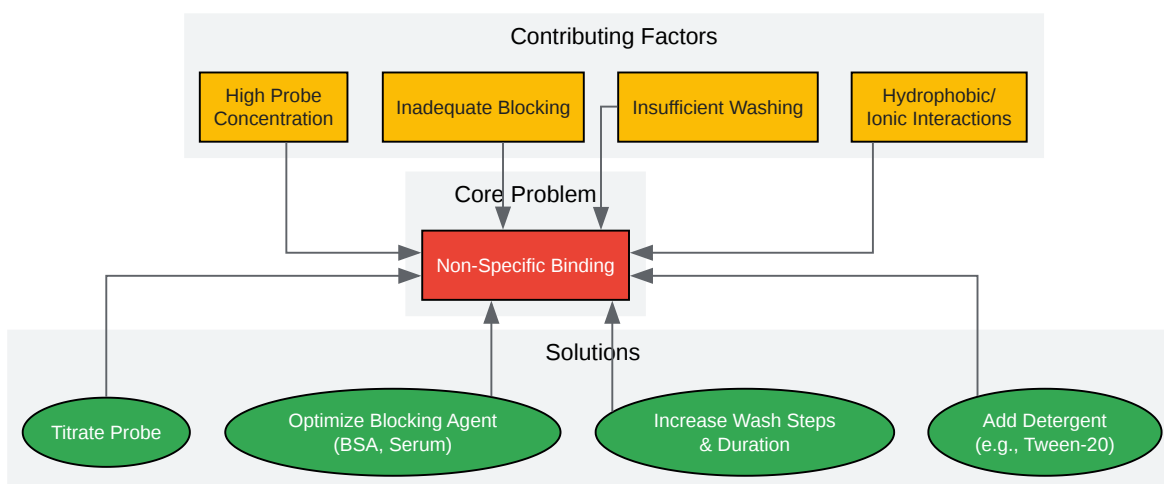 Contributing Factors
High Probe
Concentration
Inadequate Blocking
Insufficient Washing
Hydrophobic/
Ionic Interactions
Core Problem
Non-Specific Binding
Solutions
Titrate Probe
Optimize Blocking Agent
(BSA, Serum)
Increase Wash Steps
& Duration
Add Detergent
(e.g., Tween-20)